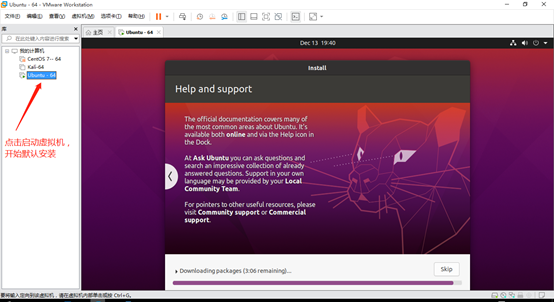 Ubuntu - 64 - VMware Workstation
文件(F) 编辑(E) 查看(V) 虚拟机(M) 选项卡(T) 帮助(H)
库
在此处键入内容进行搜索
主页
Ubuntu - 64
我的计算机
CentOS 7-- 64
Kali-64
Ubuntu - 64
点击启动虚拟机，
开始默认安装
Dec 13 19:40
Install
Help and support
The official documentation covers many of
the most common areas about Ubuntu. It's
available both online and via the Help icon in
the Dock.
At Ask Ubuntu you can ask questions and
search an impressive collection of already
answered questions. Support in your own
language may be provided by your Local
Community Team.
For pointers to other useful resources, please
visit Community support or Commercial
support.
Downloading packages (3:06 remaining)...
Skip
要将输入定向到该虚拟机，请在虚拟机内部单击或按 Ctrl+G。